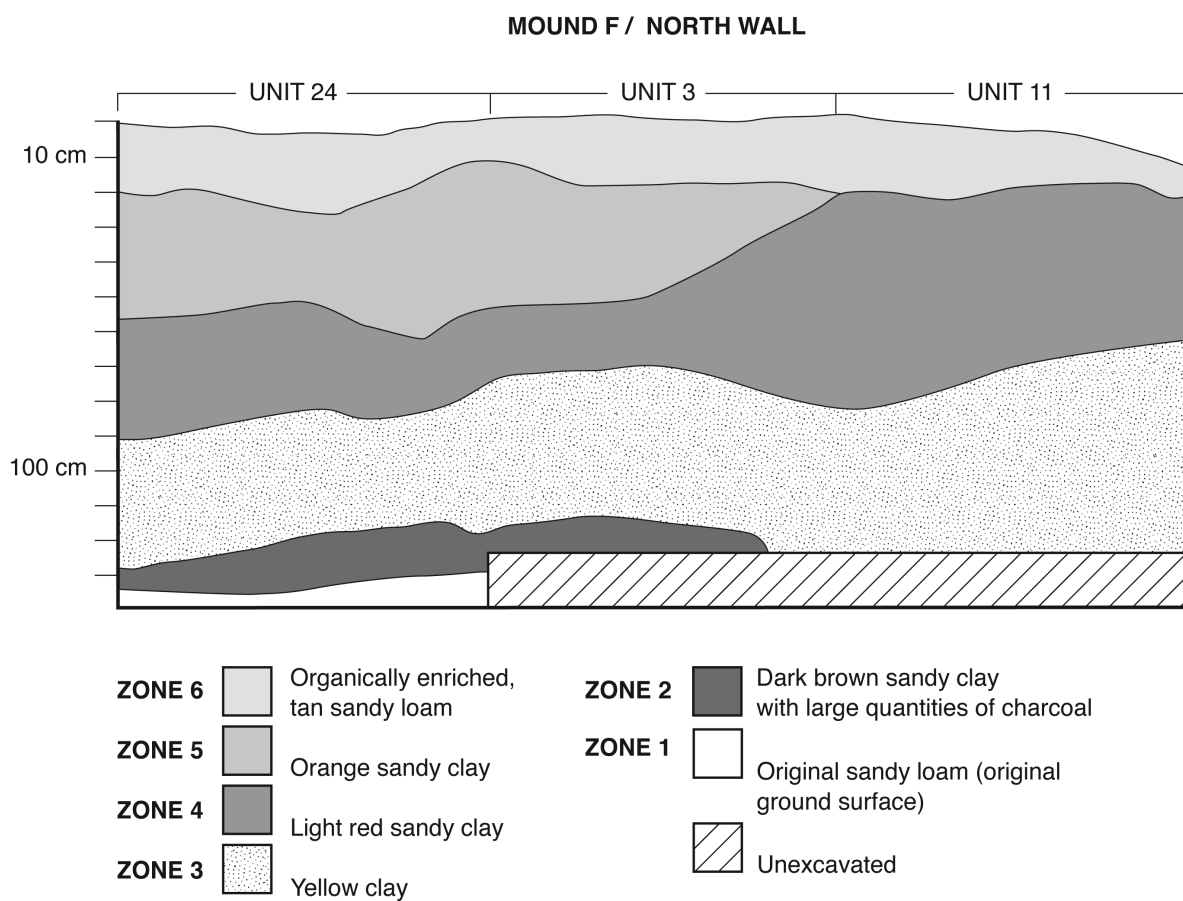 MOUND F / NORTH WALL
UNIT 24
UNIT 3
UNIT 11
10 cm
100 cm
ZONE 6
Organically enriched,
tan sandy loam
ZONE 5
Orange sandy clay
ZONE 4
Light red sandy clay
ZONE 3
Yellow clay
ZONE 2
Dark brown sandy clay
with large quantities of charcoal
ZONE 1
Original sandy loam (original
ground surface)
Unexcavated